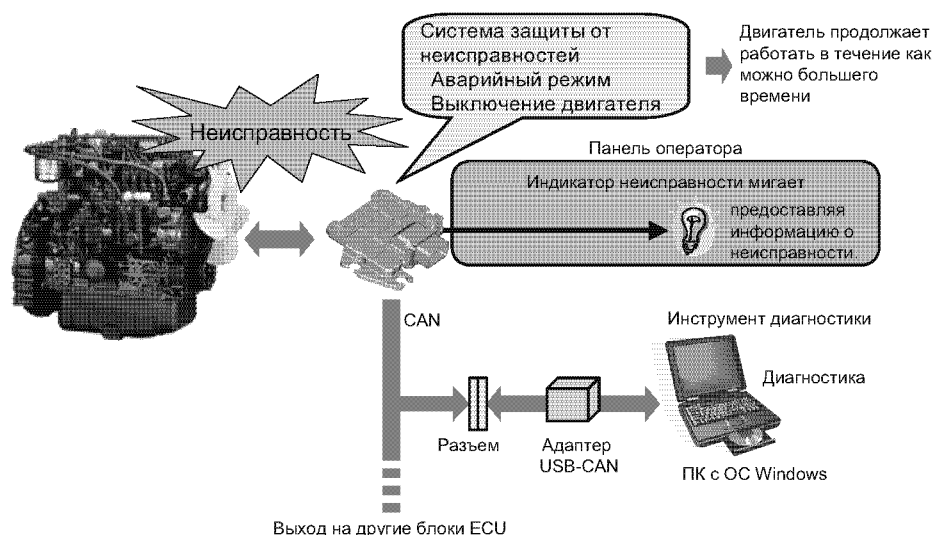 Система защиты от
неисправностей
Аварийный режим
Выключение двигателя
Двигатель продолжает
работать в течение как
можно большего
времени
Неисправность
Панель оператора
Индикатор неисправности мигает
предоставляя
информацию о
неисправности.
CAN
Инструмент диагностики
Диагностика
Разъем
Адаптер
USB-CAN
ПК с ОС Windows
Выход на другие блоки ECU